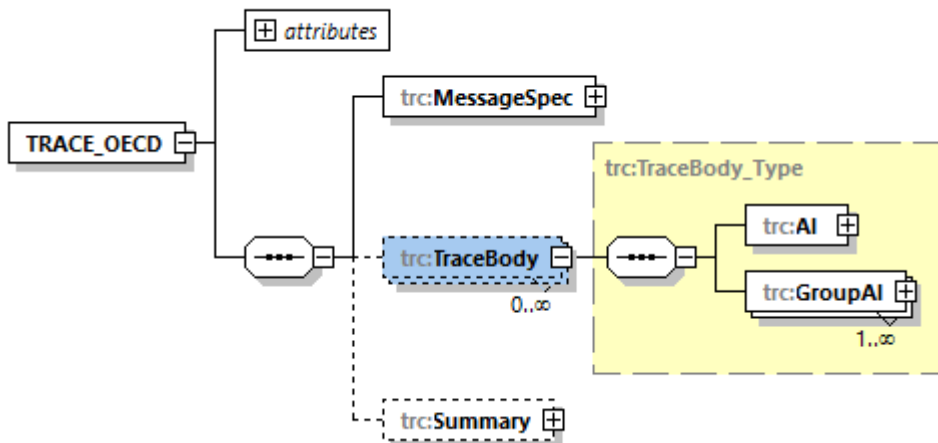 attributes
trc:MessageSpec
TRACE_OECD
trc:TraceBody_Type
trc:AI
trc:TraceBody
0..∞
trc:GroupAI
1..∞
trc:Summary